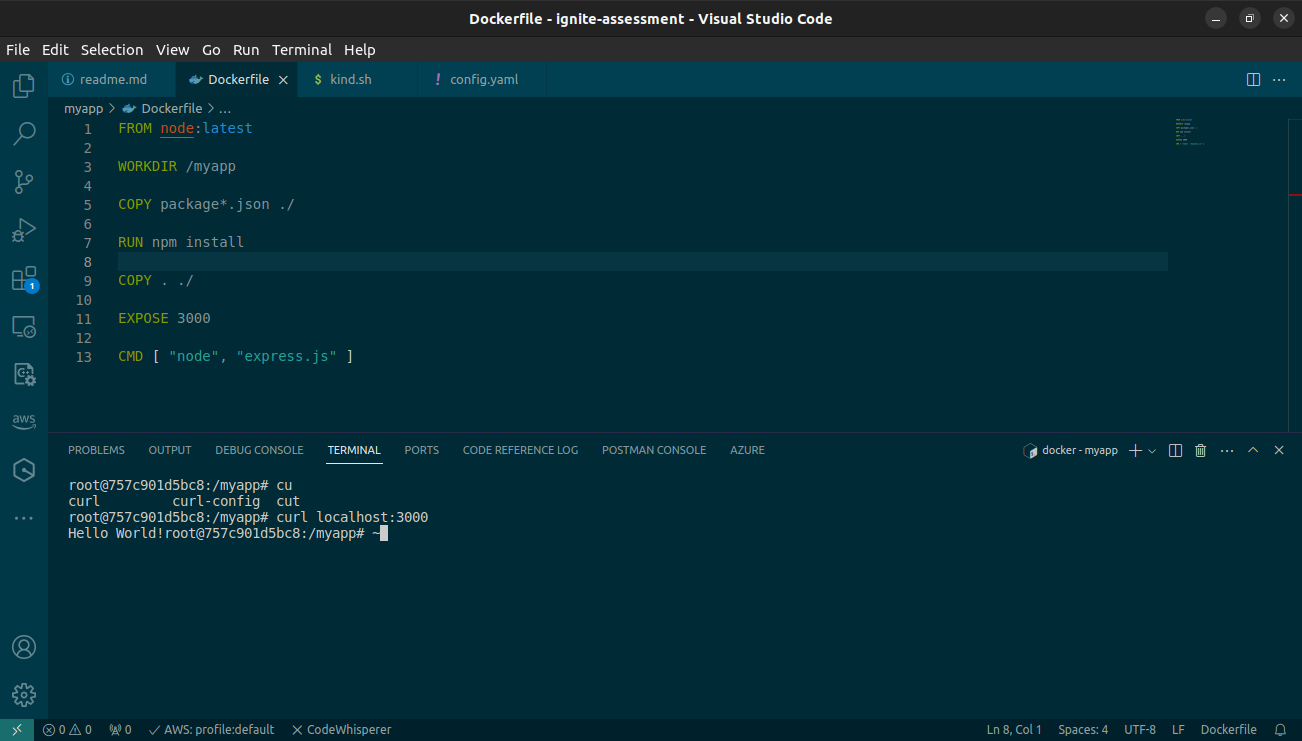 Dockerfile - ignite-assessment - Visual Studio Code
File Edit Selection View Go Run Terminal Help
readme.md Dockerfile $ kind.sh ! config.yaml
myapp > Dockerfile > ...
1 FROM node:latest
2
3 WORKDIR /myapp
4
5 COPY package*.json ./
6
7 RUN npm install
8
9 COPY . ./
10
11 EXPOSE 3000
12
13 CMD [ "node", "express.js" ]
1
aws
PROBLEMS OUTPUT DEBUG CONSOLE TERMINAL PORTS CODE REFERENCE LOG POSTMAN CONSOLE AZURE docker - myapp
root@757c901d5bc8:/myapp# cu
curl curl-config cut
root@757c901d5bc8:/myapp# curl localhost:3000
Hello World!root@757c901d5bc8:/myapp# ~
0 0 0 AWS: profile:default CodeWhisperer Ln 8, Col 1 Spaces: 4 UTF-8 LF Dockerfile